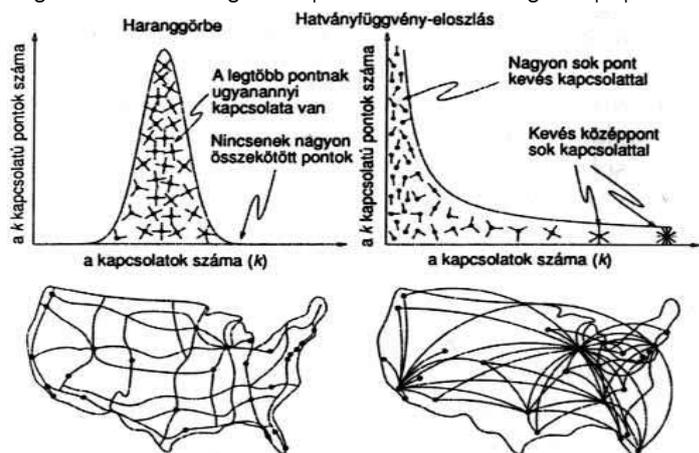 Haranggörbe
a k kapcsolatú pontok száma
A legtöbb pontnak
ugyanannyi
kapcsolata van
Nincsenek nagyon
összekötött pontok
a kapcsolatok száma (k)
Hatványfüggvény-eloszlás
a k kapcsolatú pontok száma
Nagyon sok pont
kevés kapcsolattal
Kevés középpont
sok kapcsolattal
a kapcsolatok száma (k)